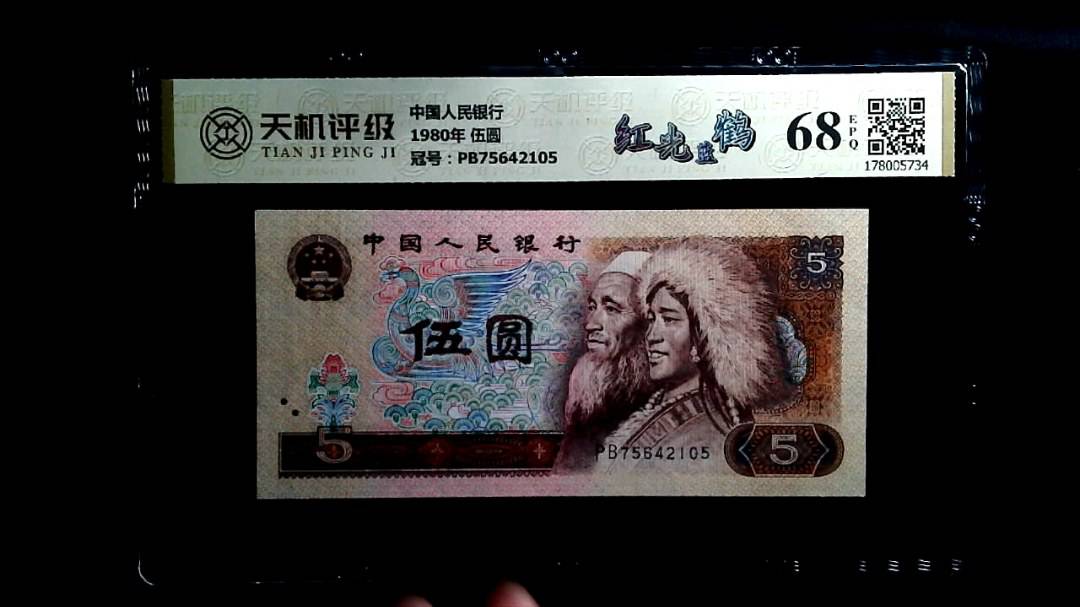 天机评级
TIAN JI PING JI
中国人民银行
1980年 伍圆
冠号：PB75642105
红光蓝鹤
68
EPQ
178005734
中国人民银行
5
伍圆
5
PB75642105
5